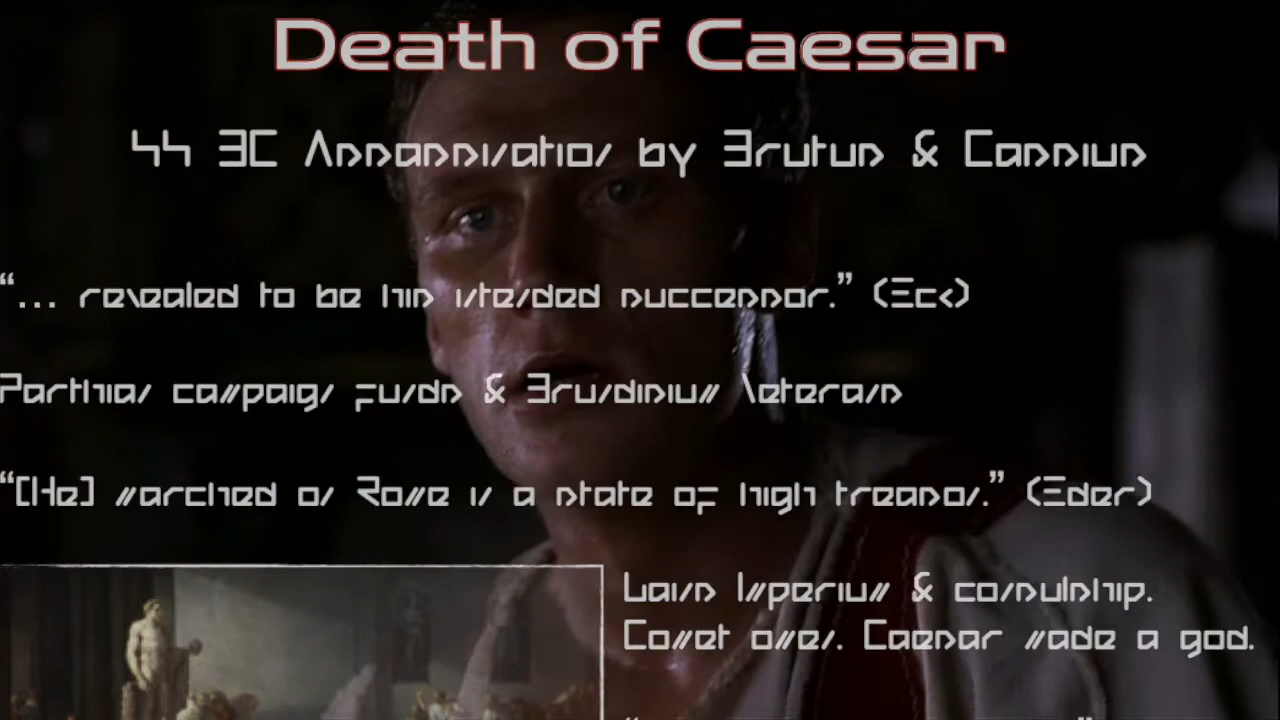 Death of Caesar
44 BC Assassination by Brutus & Cassius
“... revealed to be his intended successor.” (Eck)
Parthian campaign funds & Brundisium Veterans
“[He] marched on Rome in a state of high treason.” (Eder)
Gains Imperium & consulship.
Comet omen. Caesar made a god.